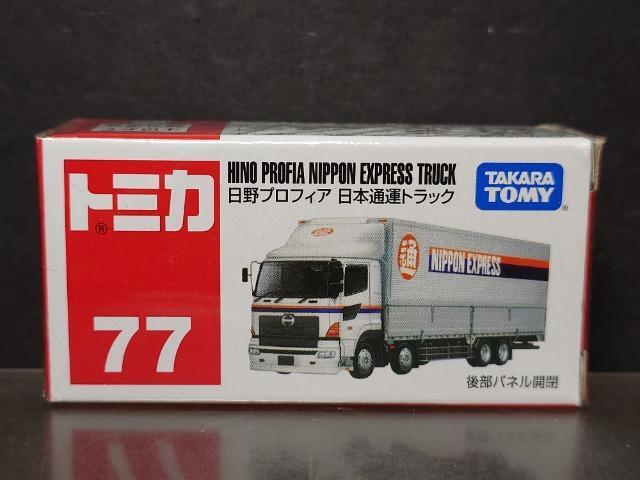 トミカ
®
77
HINO PROFIA NIPPON EXPRESS TRUCK
日野プロフィア 日本通運トラック
TAKARA
TOMY®
通
NIPPON EXPRESS
後部パネル開閉